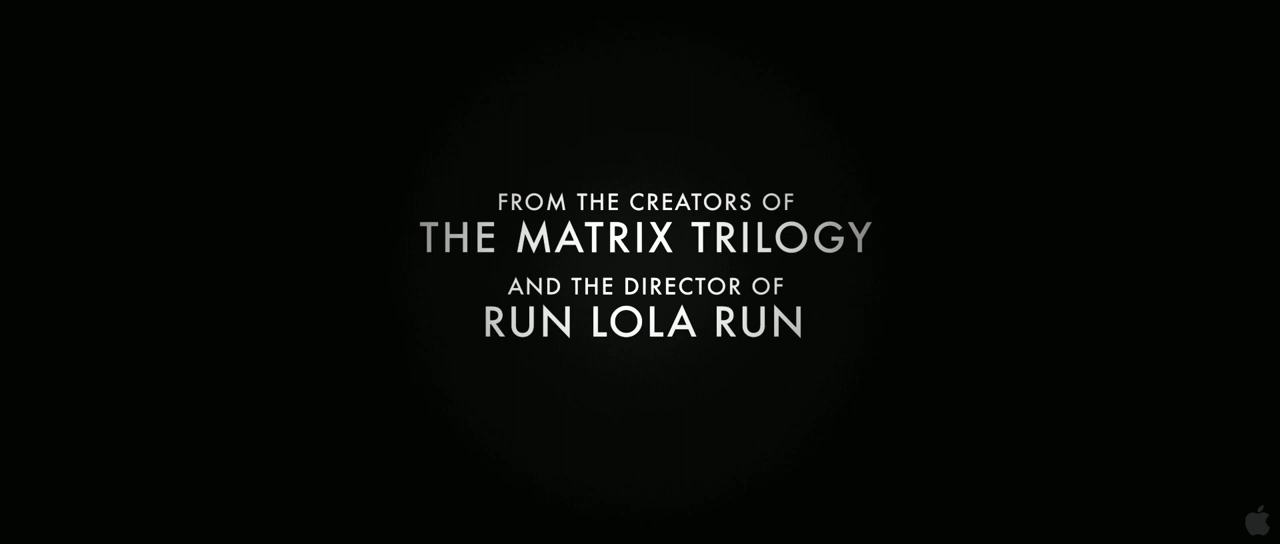 FROM THE CREATORS OF
THE MATRIX TRILOGY
AND THE DIRECTOR OF
RUN LOLA RUN